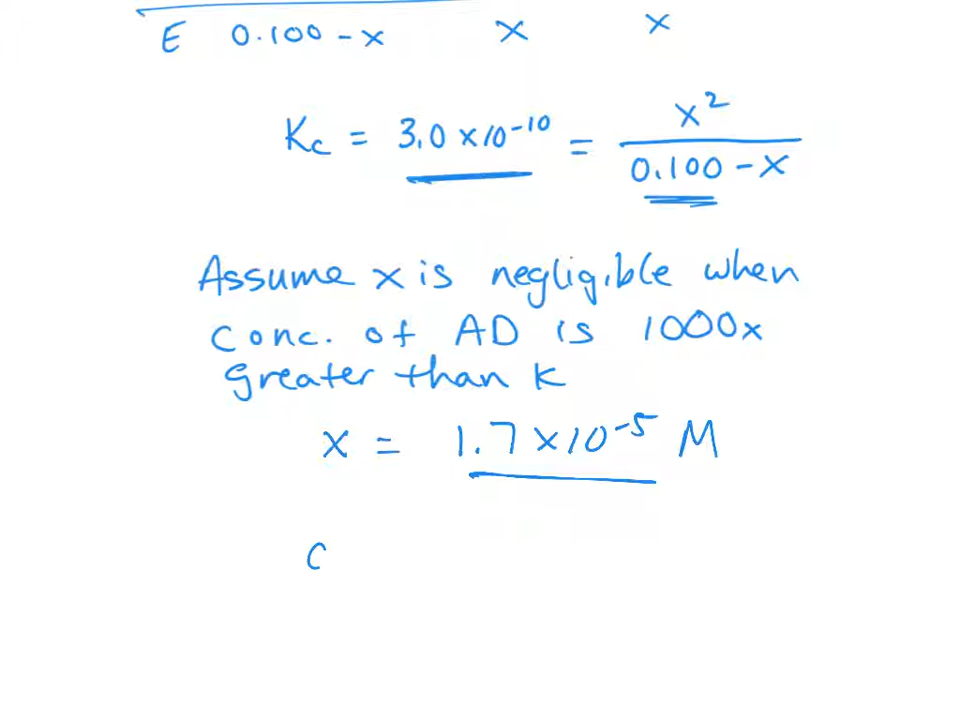 E 0.100 - x x x
Kc = 3.0 x 10^-10 = x^2 / (0.100 - x)
Assume x is negligible when
conc. of AD is 1000x
greater than K
x = 1.7 x 10^-5 M
C